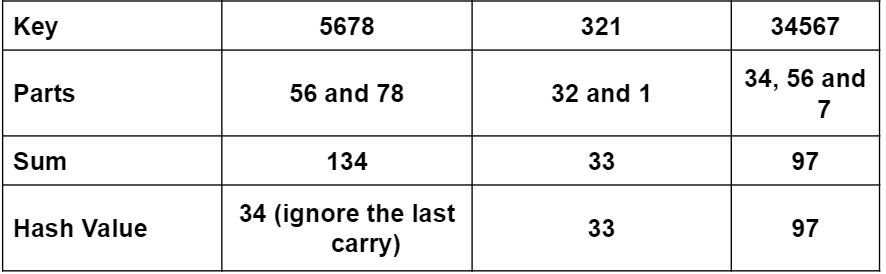 Key 5678 321 34567
Parts 56 and 78 32 and 1 34, 56 and
7
Sum 134 33 97
Hash Value 34 (ignore the last
carry) 33 97